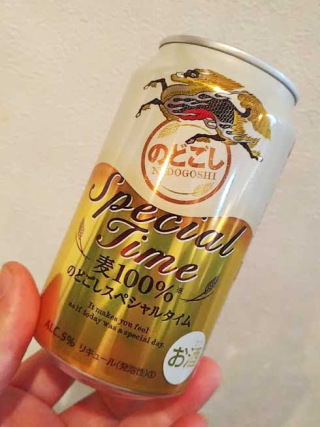 のどごし
NODOGOSHI
Special
Time
麦100%※
のどごしスペシャルタイム
It makes you feel
as if today was a special day.
ALC.5% リキュール(発泡性)①
お酒